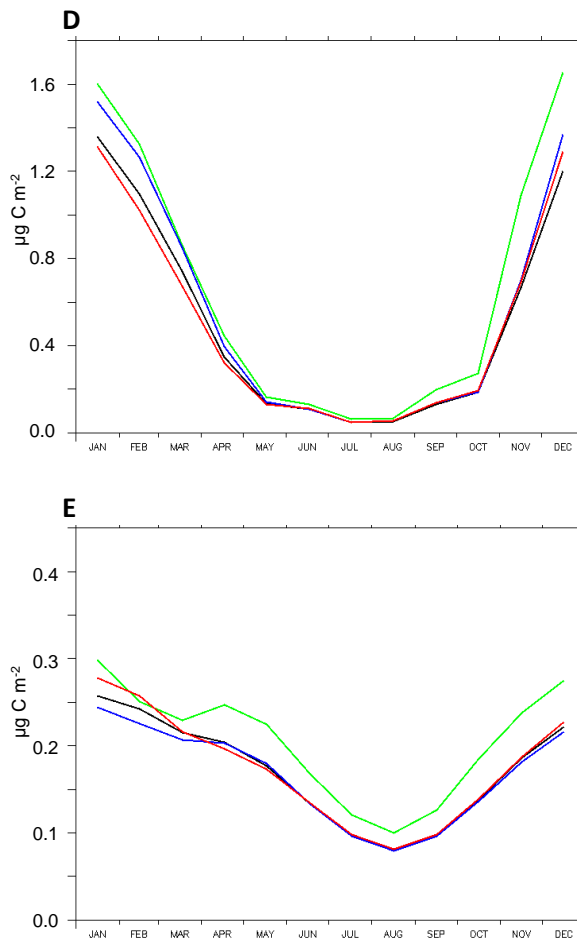 D
1.6
1.2
0.8
0.4
0.0
µg C m-2
JAN FEB MAR APR MAY JUN JUL AUG SEP OCT NOV DEC
E
0.4
0.3
0.2
0.1
0.0
µg C m-2
JAN FEB MAR APR MAY JUN JUL AUG SEP OCT NOV DEC